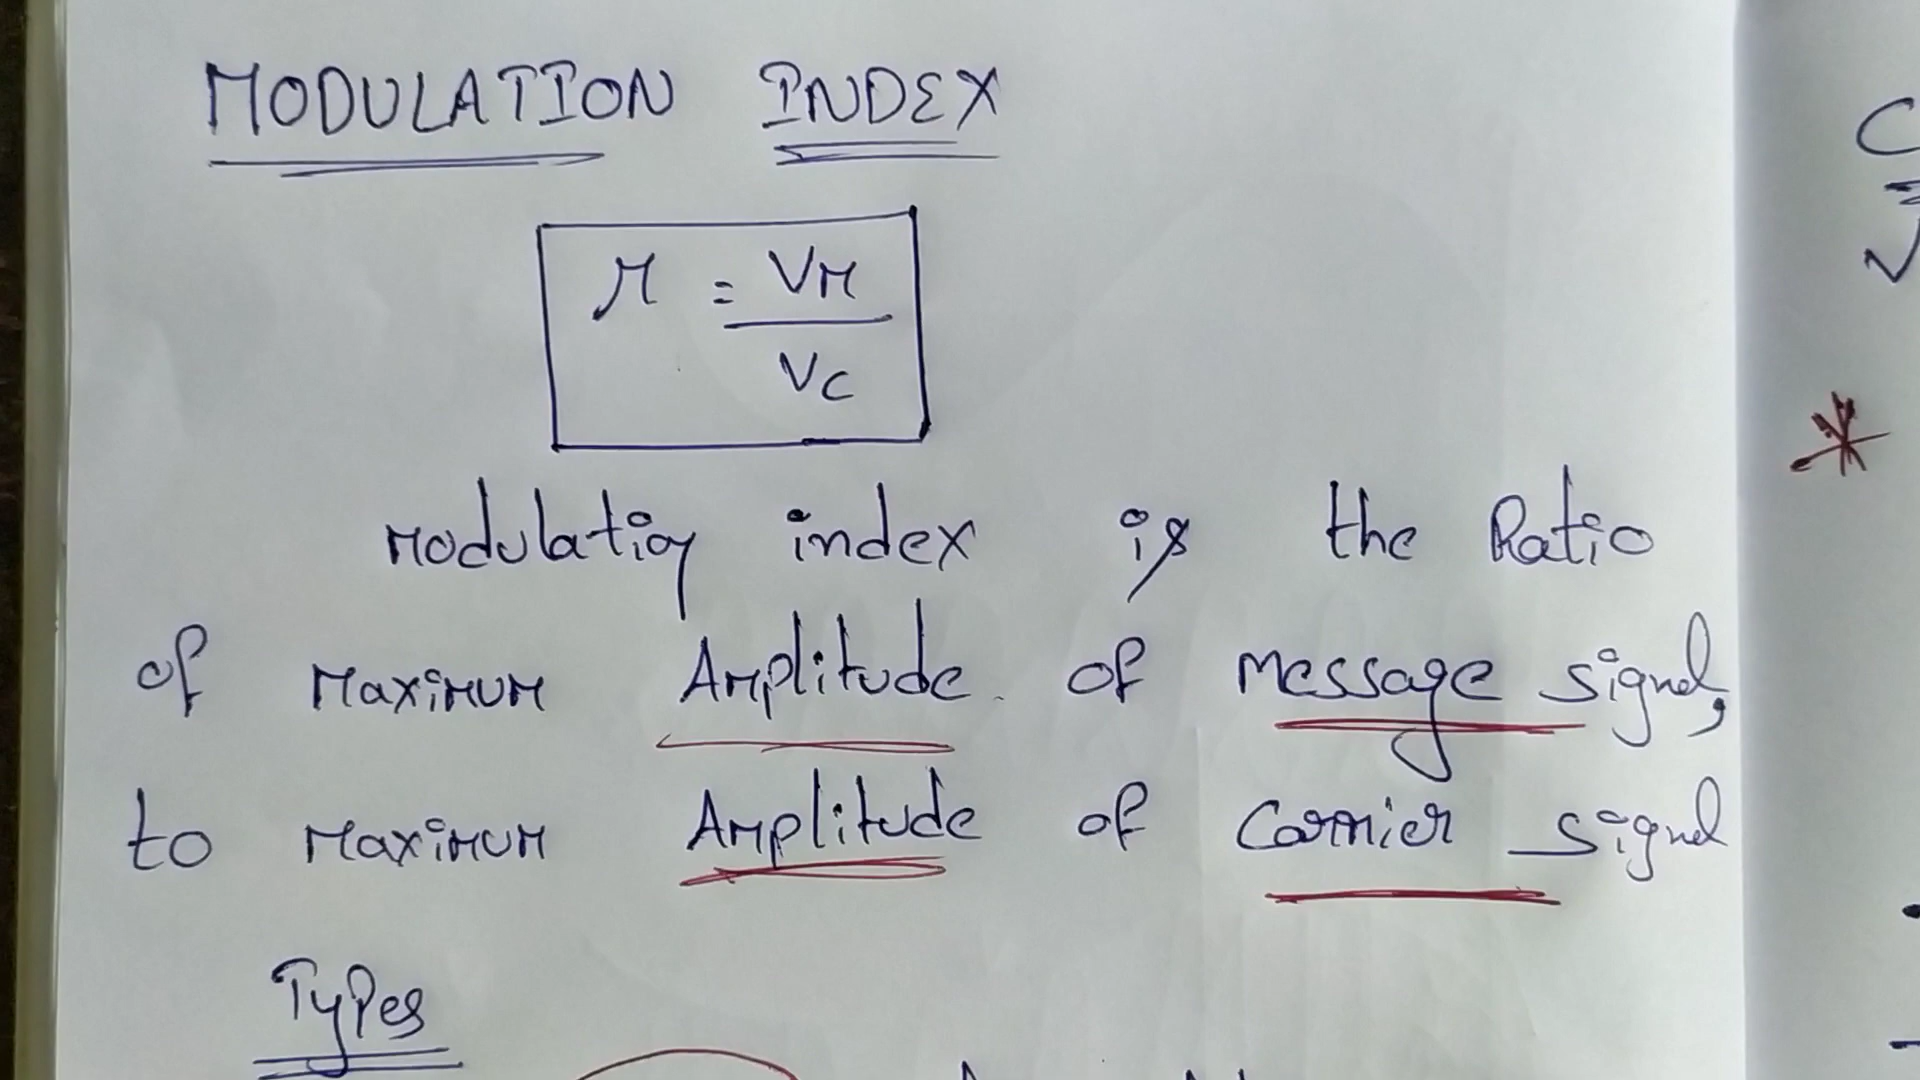 MODULATION INDEX
μ = VM
VC
Modulation index is the Ratio
of Maximum Amplitude of Message signal,
to Maximum Amplitude of Carrier signal
Types